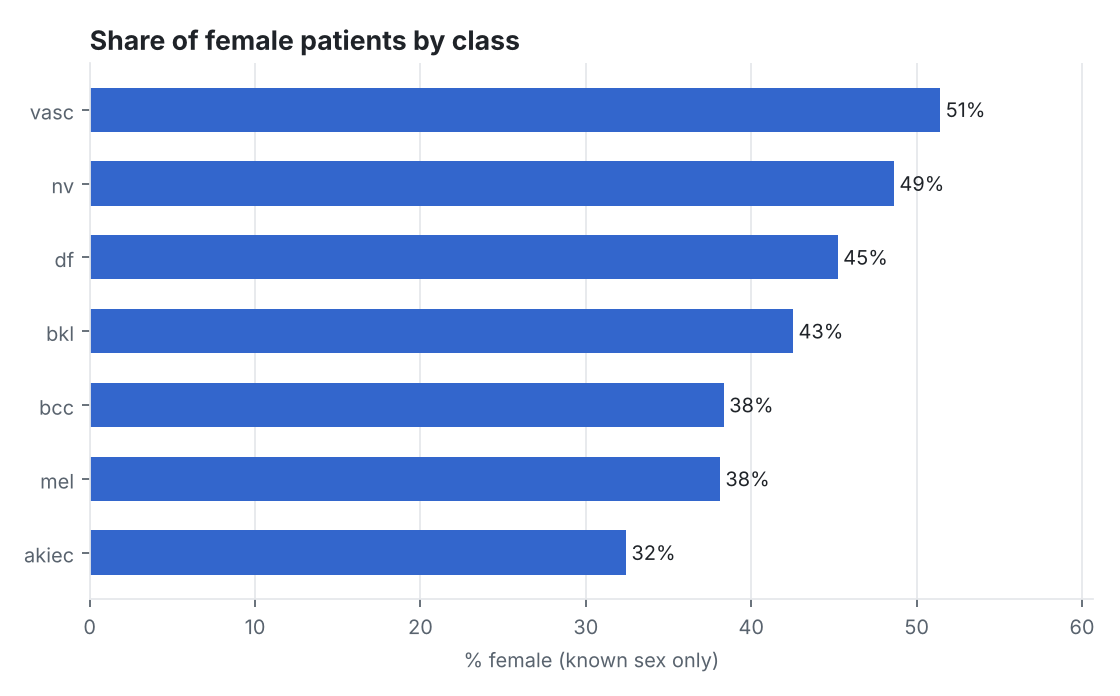 Share of female patients by class
vasc 51%
nv 49%
df 45%
bkl 43%
bcc 38%
mel 38%
akiec 32%
0 10 20 30 40 50 60
% female (known sex only)